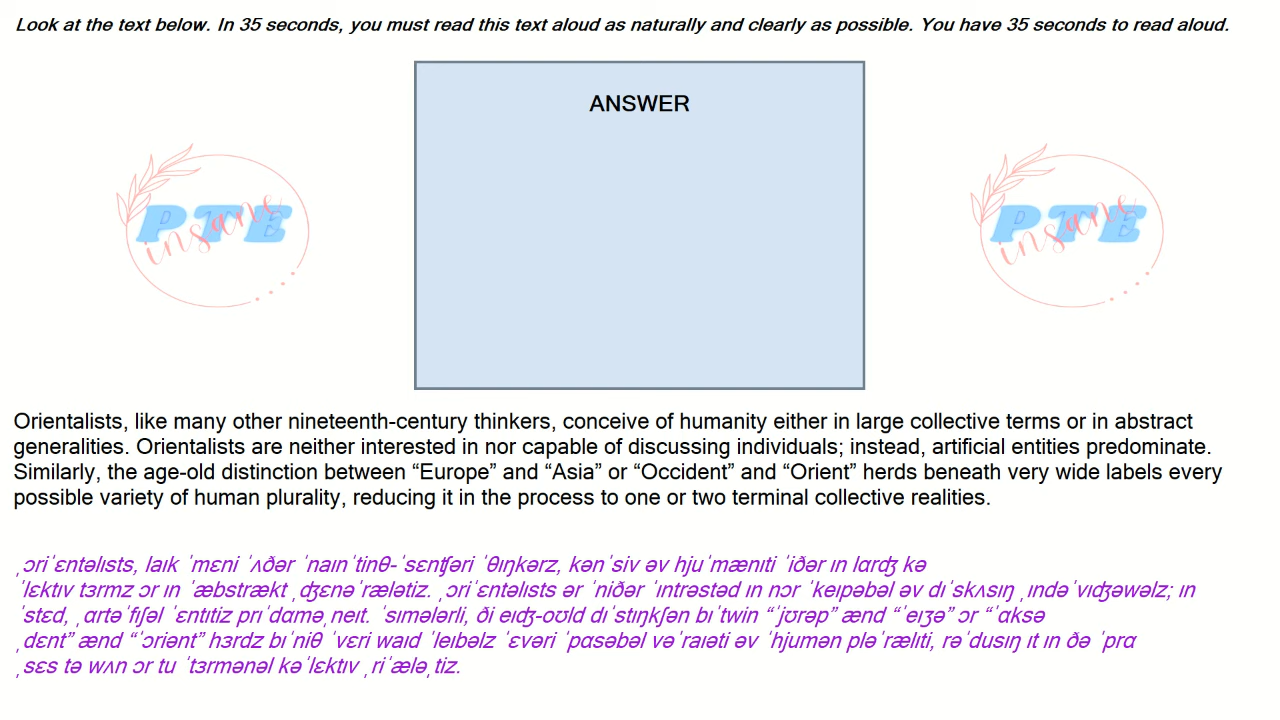 Look at the text below. In 35 seconds, you must read this text aloud as naturally and clearly as possible. You have 35 seconds to read aloud.
ANSWER
PTE
insane
PTE
insane
Orientalists, like many other nineteenth-century thinkers, conceive of humanity either in large collective terms or in abstract
generalities. Orientalists are neither interested in nor capable of discussing individuals; instead, artificial entities predominate.
Similarly, the age-old distinction between “Europe” and “Asia” or “Occident” and “Orient” herds beneath very wide labels every
possible variety of human plurality, reducing it in the process to one or two terminal collective realities.
ˌɔriˈɛntəlɪsts, laɪk ˈmɛni ˈʌðər ˈnaɪnˈtinθ-ˈsɛnʧəri ˈθɪŋkərz, kənˈsiv əv hjuˈmænɪti ˈiðər ɪn lɑrʤ kə
ˈlɛktɪv tɜrmz ɔr ɪn ˈæbstrækt ˌʤɛnəˈrælətiz. ˌɔriˈɛntəlɪsts ər ˈniðər ˈɪntrəstəd ɪn nɔr ˈkeɪpəbəl əv dɪˈskʌsɪŋ ˌɪndəˈvɪʤəwəlz; ɪn
ˈstɛd, ˌɑrtəˈfɪʃəl ˈɛntɪtiz prɪˈdɑməˌneɪt. ˈsɪmələrli, ði eɪʤ-oʊld dɪˈstɪŋkʃən bɪˈtwin “ˈjʊrəp” ænd “ˈeɪʒə” ɔr “ˈɑksə
ˌdɛnt” ænd “ˈɔriənt” hɜrdz bɪˈniθ ˈvɛri waɪd ˈleɪbəlz ˈɛvəri ˈpɑsəbəl vəˈraɪəti əv ˈhjumən pləˈrælɪti, rəˈdusɪŋ ɪt ɪn ðə ˈprɑ
ˌsɛs tə wʌn ɔr tu ˈtɜrmənəl kəˈlɛktɪv ˌriˈæləˌtiz.